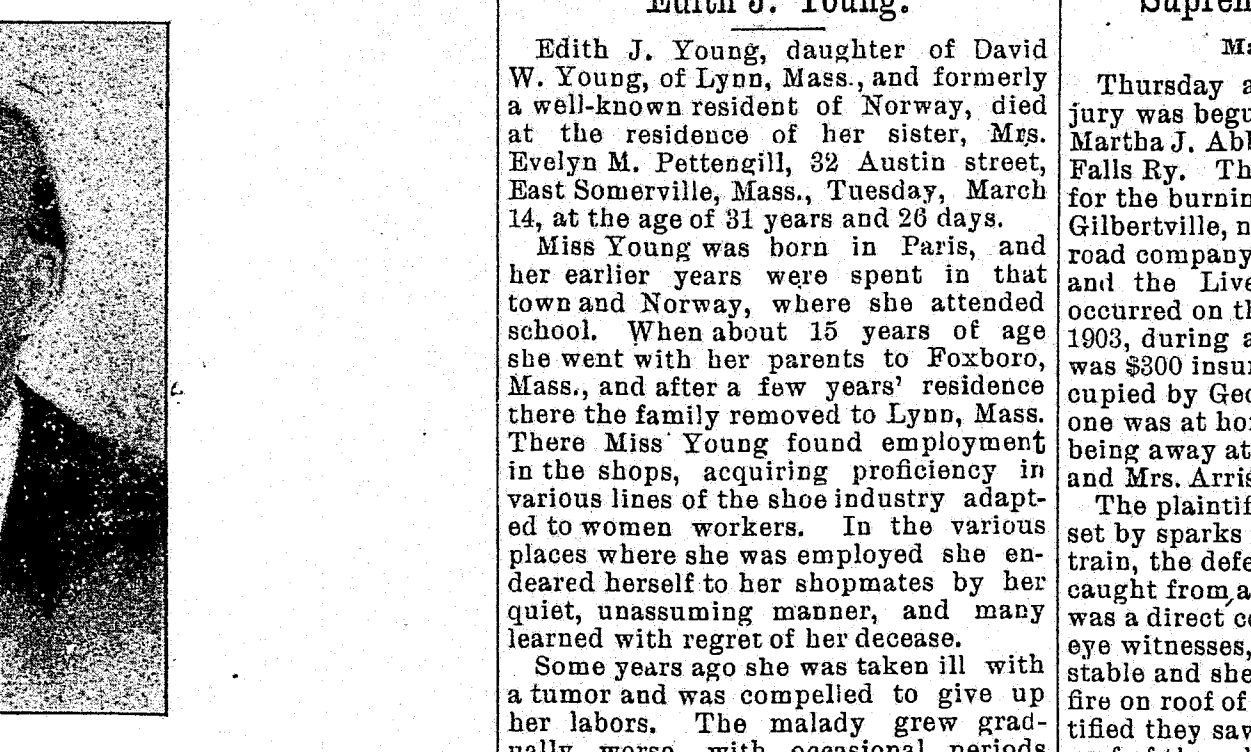 Edith J. Young.
Edith J. Young, daughter of David
W. Young, of Lynn, Mass., and formerly
a well-known resident of Norway, died
at the residence of her sister, Mrs.
Evelyn M. Pettengill, 32 Austin street,
East Somerville, Mass., Tuesday, March
14, at the age of 31 years and 26 days.
Miss Young was born in Paris, and
her earlier years were spent in that
town and Norway, where she attended
school. When about 15 years of age
she went with her parents to Foxboro,
Mass., and after a few years' residence
there the family removed to Lynn, Mass.
There Miss Young found employment
in the shops, acquiring proficiency in
various lines of the shoe industry adapt-
ed to women workers. In the various
places where she was employed she en-
deared herself to her shopmates by her
quiet, unassuming manner, and many
learned with regret of her decease.
Some years ago she was taken ill with
a tumor and was compelled to give up
her labors. The malady grew grad-
ually worse, with occasional periods
Thursday
jury was
Martha J.
Falls Ry.
for the
Gilbertville,
road company
and the
occurred on
1903, during
was $300
cupied by
one was at
being away at
and Mrs.
The
set by sparks
train, the
caught from a
was a direct
eye witnesses,
stable and
fire on roof of
tified they